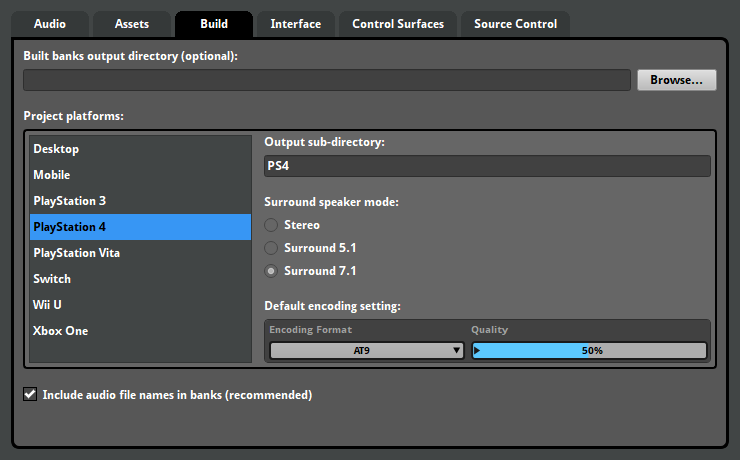 Audio Assets Build Interface Control Surfaces Source Control
Built banks output directory (optional):
Browse...
Project platforms:
Desktop
Mobile
PlayStation 3
PlayStation 4
PlayStation Vita
Switch
Wii U
Xbox One
Output sub-directory:
PS4
Surround speaker mode:
Stereo
Surround 5.1
Surround 7.1
Default encoding setting:
Encoding Format Quality
AT9 50%
Include audio file names in banks (recommended)